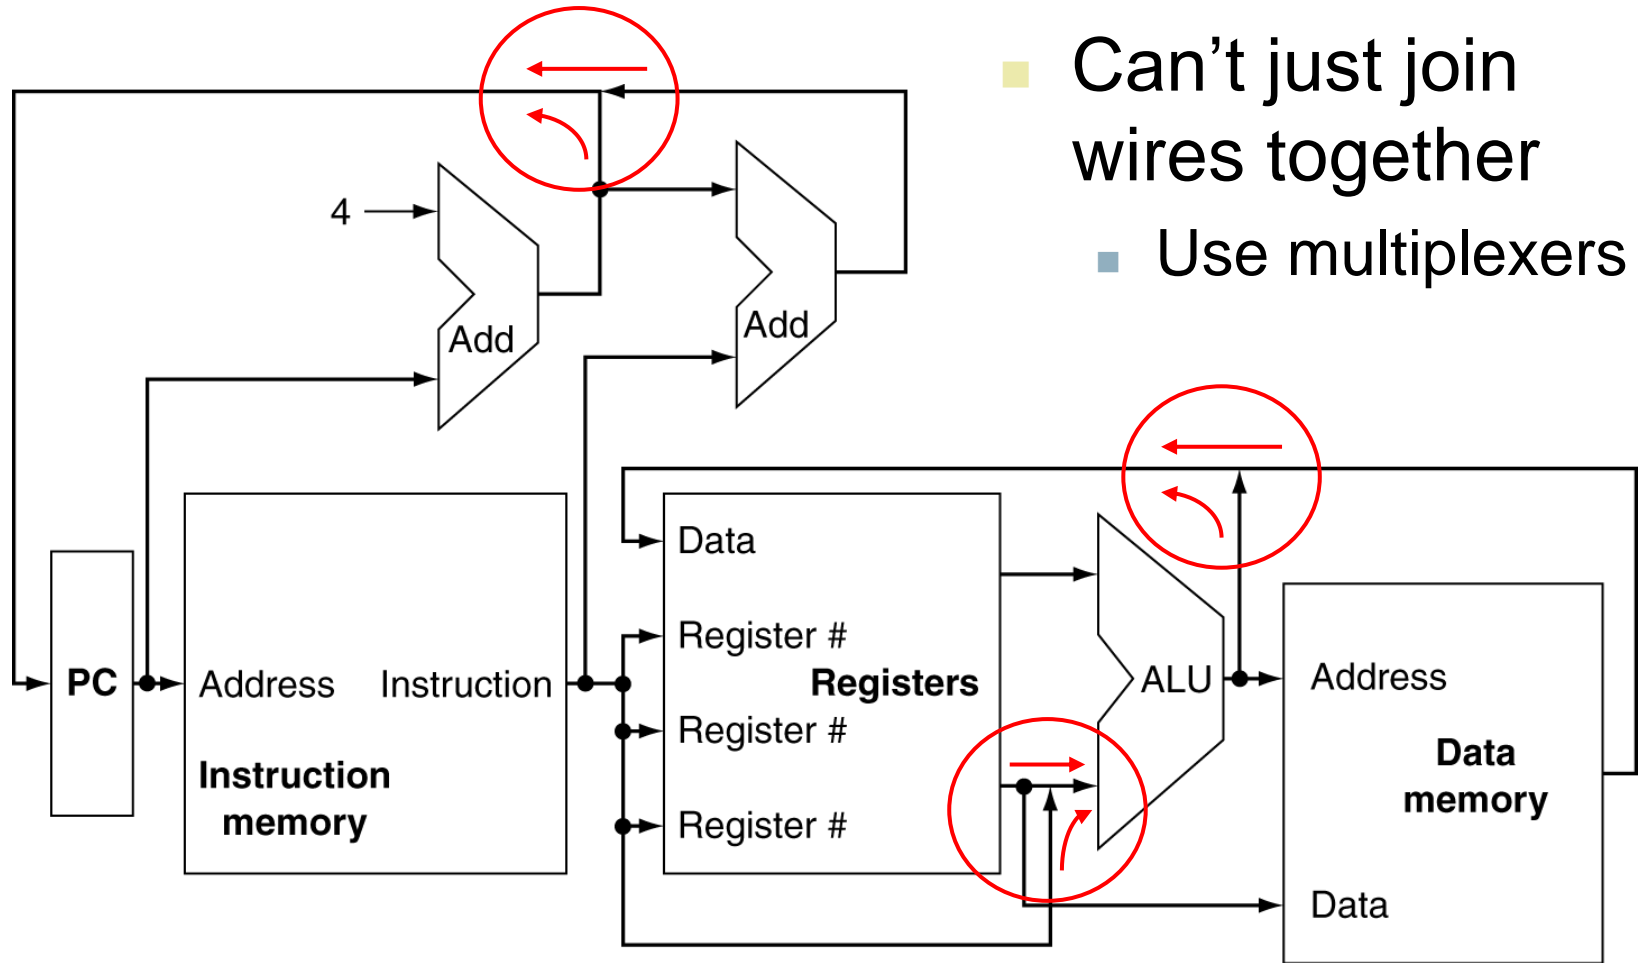 Can't just join
wires together
Use multiplexers
4
Add
Add
PC
Address
Instruction
Instruction
memory
Data
Register #
Registers
Register #
Register #
ALU
Address
Data
memory
Data